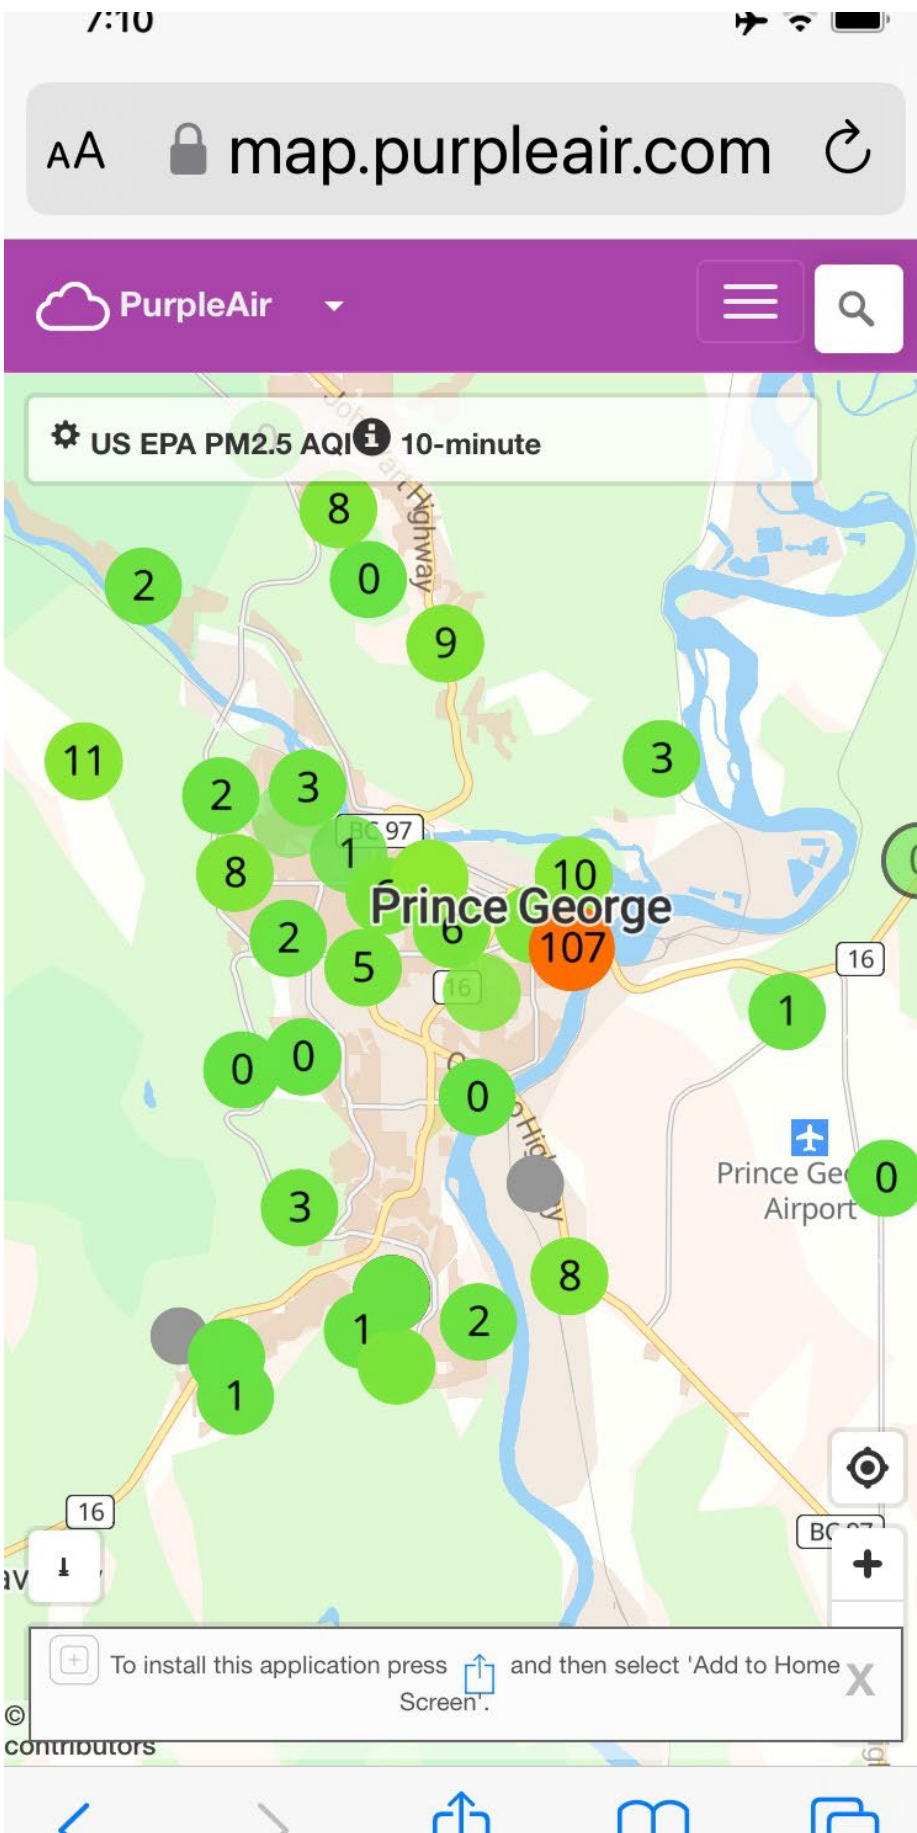 7:10
AA map.purpleair.com
PurpleAir
US EPA PM2.5 AQI 10-minute
8
Highway
2
0
9
11
3
2
3
BC 97
1
8
10
Prince George
2
6
107
5
16
16
1
0
0
0
Prince Ge
Airport
0
3
8
1
2
1
16
To install this application press and then select 'Add to Home
Screen'.
X
©
contributors